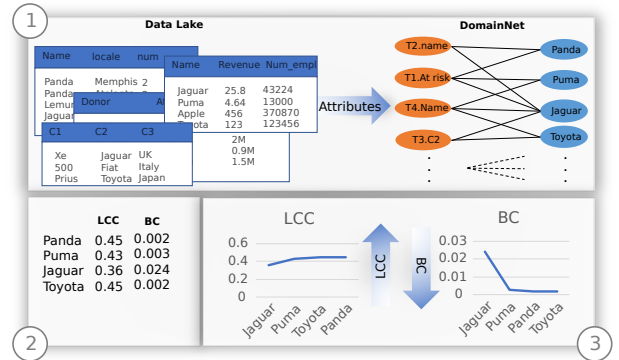 1
Data Lake
DomainNet
Name locale num
Panda Memphis 2
Panda
Lemur
Jaguar
Donor
Name Revenue Num_empl
Jaguar 25.8 43224
Puma 4.64 13000
Apple 456 370870
Toyota 123 123456
2M
0.9M
1.5M
C1 C2 C3
Xe Jaguar UK
500 Fiat Italy
Prius Toyota Japan
Attributes
T2.name
T1.At risk
T4.Name
T3.C2
Panda
Puma
Jaguar
Toyota
LCC BC
Panda 0.45 0.002
Puma 0.43 0.003
Jaguar 0.36 0.024
Toyota 0.45 0.002
2
LCC
0.6
0.4
0.2
0
Jaguar
Puma
Toyota
Panda
LCC
BC
BC
0.03
0.02
0.01
0
Jaguar
Puma
Panda
Toyota
3